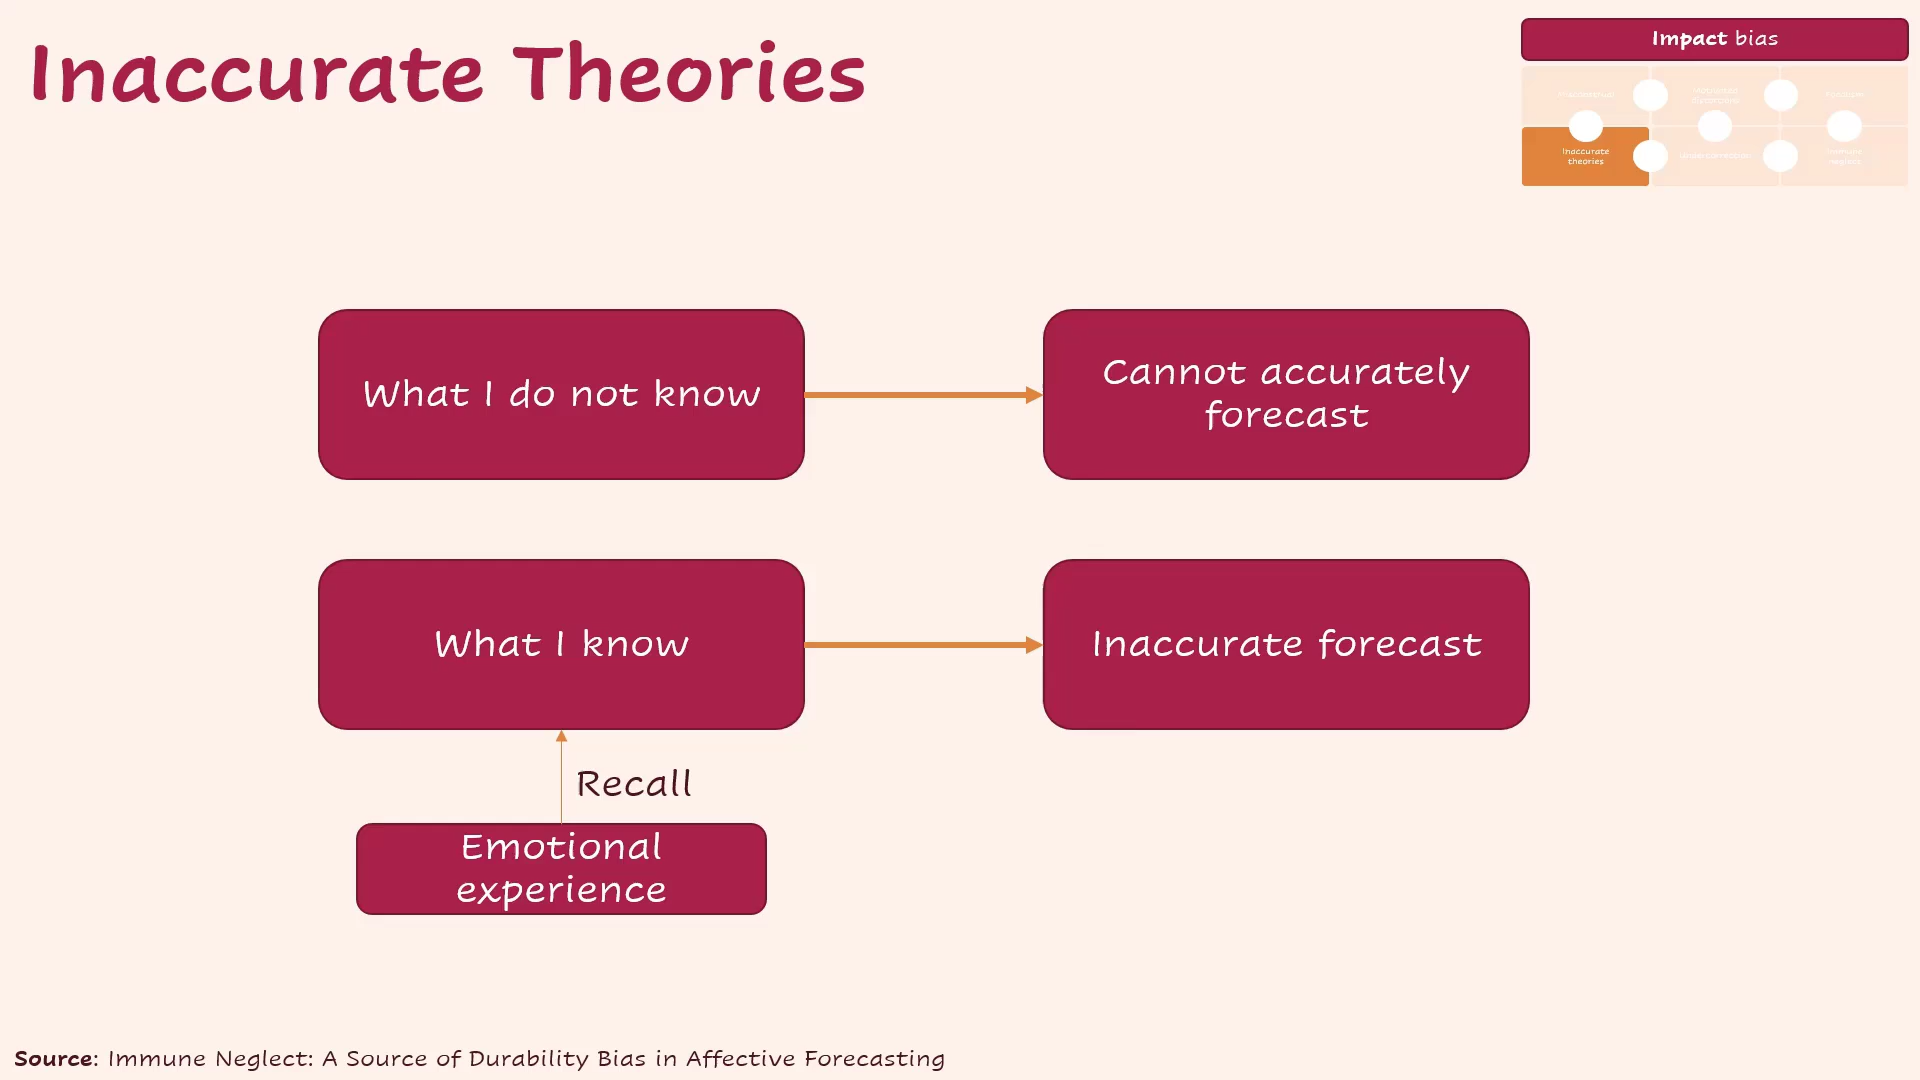 Inaccurate Theories
Impact bias
Inaccurate
theories
What I do not know
Cannot accurately
forecast
What I know
Inaccurate forecast
Recall
Emotional
experience
Source: Immune Neglect: A Source of Durability Bias in Affective Forecasting